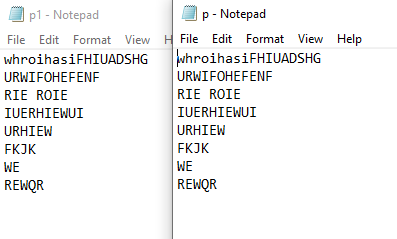 p1 - Notepad
File Edit Format View H
whroihasiFHIUADSHG
URWIFOHEFENF
RIE ROIE
IUERHIEWUI
URHIEW
FKJK
WE
REWQR
p - Notepad
File Edit Format View Help
whroihasiFHIUADSHG
URWIFOHEFENF
RIE ROIE
IUERHIEWUI
URHIEW
FKJK
WE
REWQR